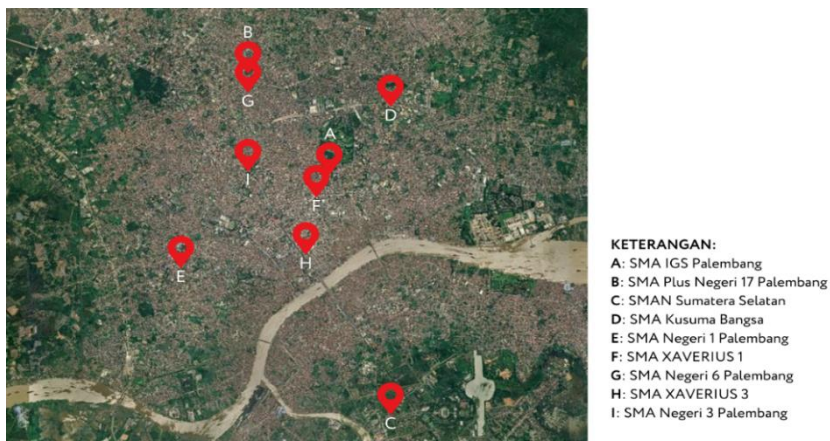 B
G
D
A
I
F
H
E
C
KETERANGAN:
A: SMA IGS Palembang
B: SMA Plus Negeri 17 Palembang
C: SMAN Sumatera Selatan
D: SMA Kusuma Bangsa
E: SMA Negeri 1 Palembang
F: SMA XAVERIUS 1
G: SMA Negeri 6 Palembang
H: SMA XAVERIUS 3
I: SMA Negeri 3 Palembang